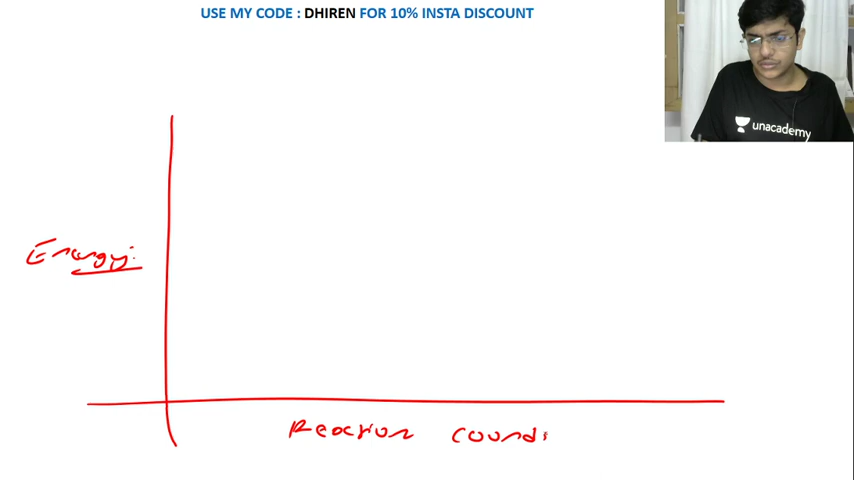 USE MY CODE : DHIREN FOR 10% INSTA DISCOUNT
unacademy
Energy
Reaction coordi